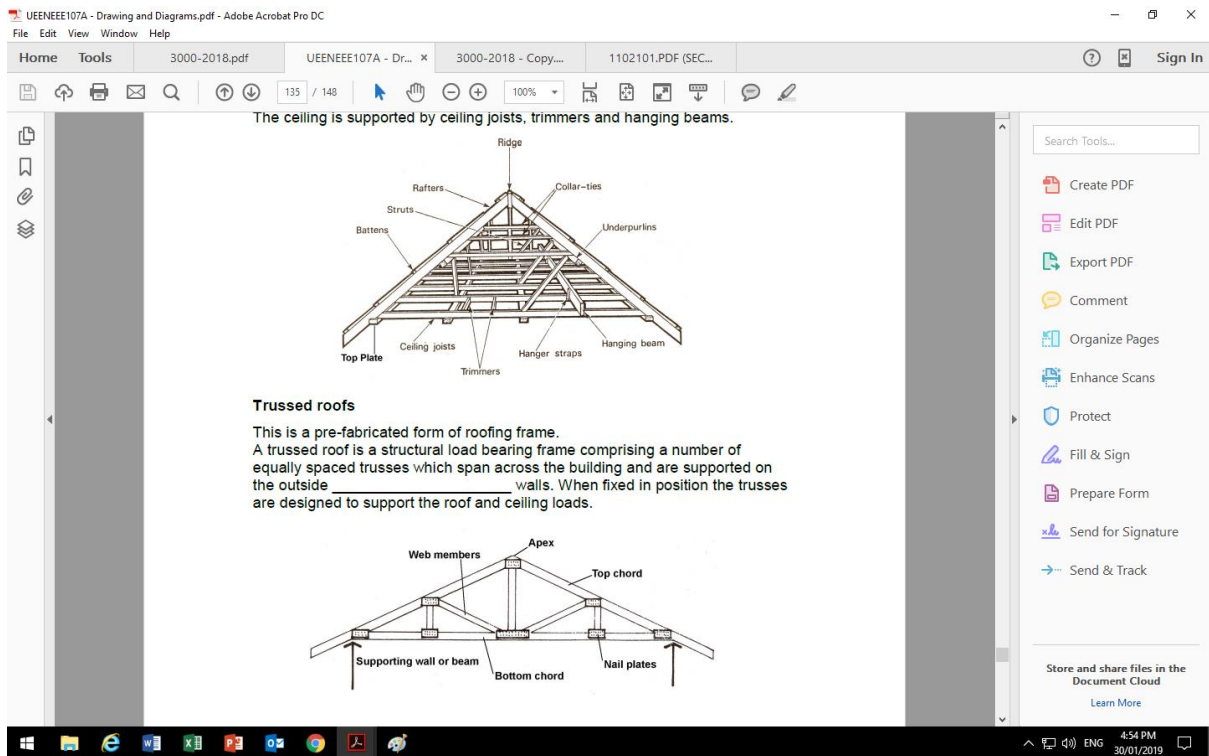 UEENEEE107A - Drawing and Diagrams.pdf - Adobe Acrobat Pro DC
File Edit View Window Help
Home Tools 3000-2018.pdf UEENEEE107A - Dr... × 3000-2018 - Copy.... 1102101.PDF (SEC... Sign In
135 / 148 100%
The ceiling is supported by ceiling joists, trimmers and hanging beams.
Ridge
Rafters
Collar-ties
Struts
Battens
Underpurlins
Top Plate
Ceiling joists
Trimmers
Hanger straps
Hanging beam
Trussed roofs
This is a pre-fabricated form of roofing frame.
A trussed roof is a structural load bearing frame comprising a number of
equally spaced trusses which span across the building and are supported on
the outside ____________________ walls. When fixed in position the trusses
are designed to support the roof and ceiling loads.
Apex
Web members
Top chord
Supporting wall or beam
Bottom chord
Nail plates
Search Tools...
Create PDF
Edit PDF
Export PDF
Comment
Organize Pages
Enhance Scans
Protect
Fill & Sign
Prepare Form
Send for Signature
Send & Track
Store and share files in the
Document Cloud
Learn More
ENG
4:54 PM
30/01/2019